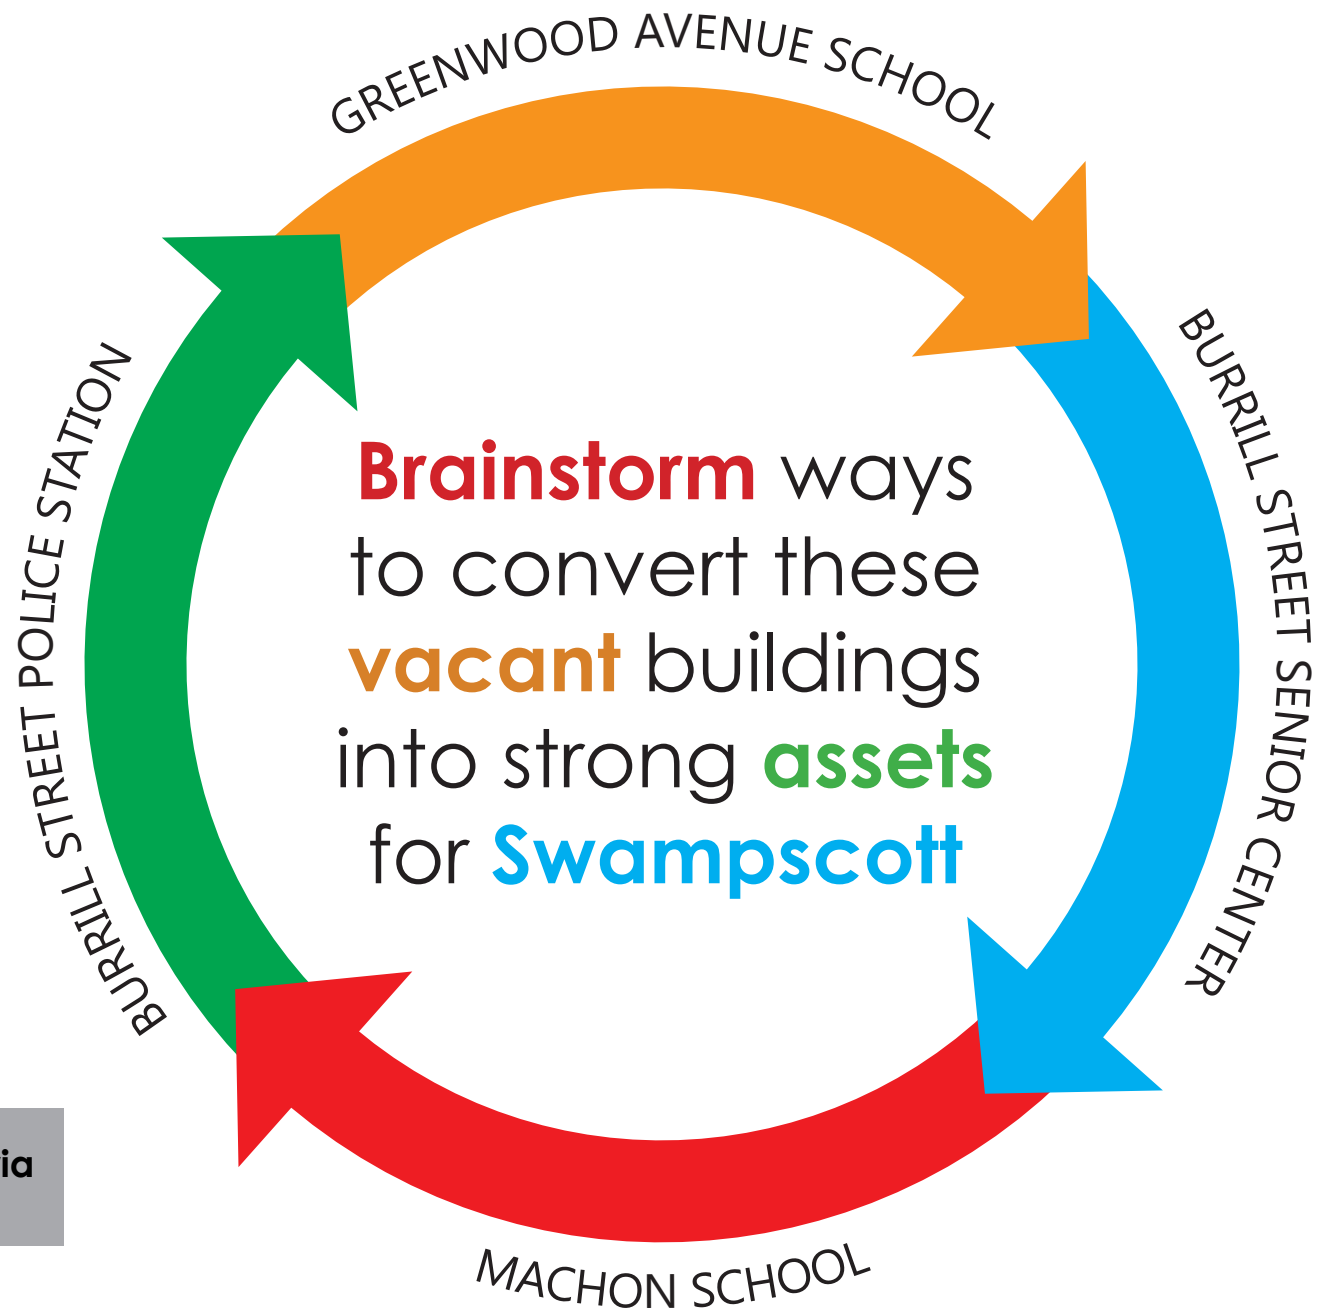 GREENWOOD AVENUE SCHOOL
BURRILL STREET SENIOR CENTER
BURRILL STREET POLICE STATION
Brainstorm ways
to convert these
vacant buildings
into strong assets
for Swampscott
MACHON SCHOOL